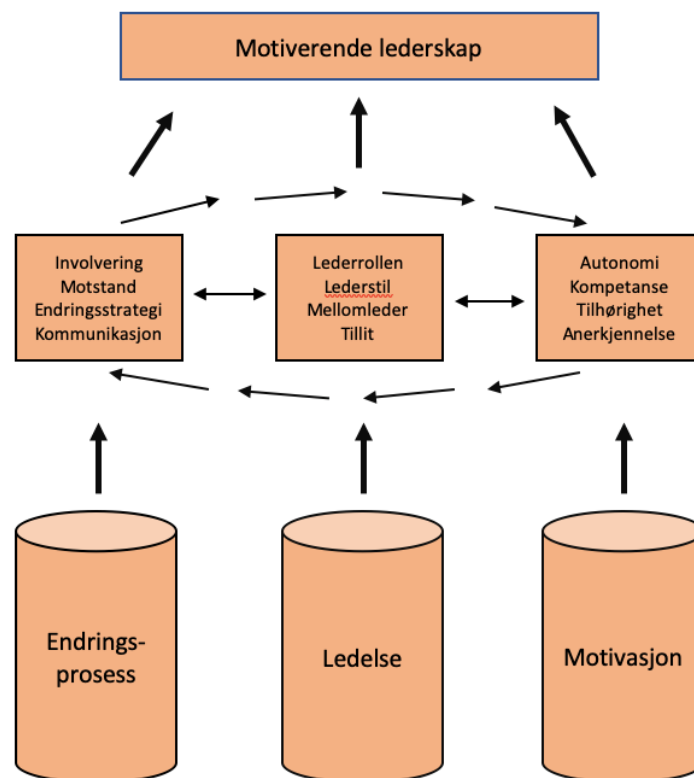 Motiverende lederskap
Involvering
Motstand
Endringsstrategi
Kommunikasjon
Lederrollen
Lederstil
Mellomleder
Tillit
Autonomi
Kompetanse
Tilhørighet
Anerkjennelse
Endrings-
prosess
Ledelse
Motivasjon